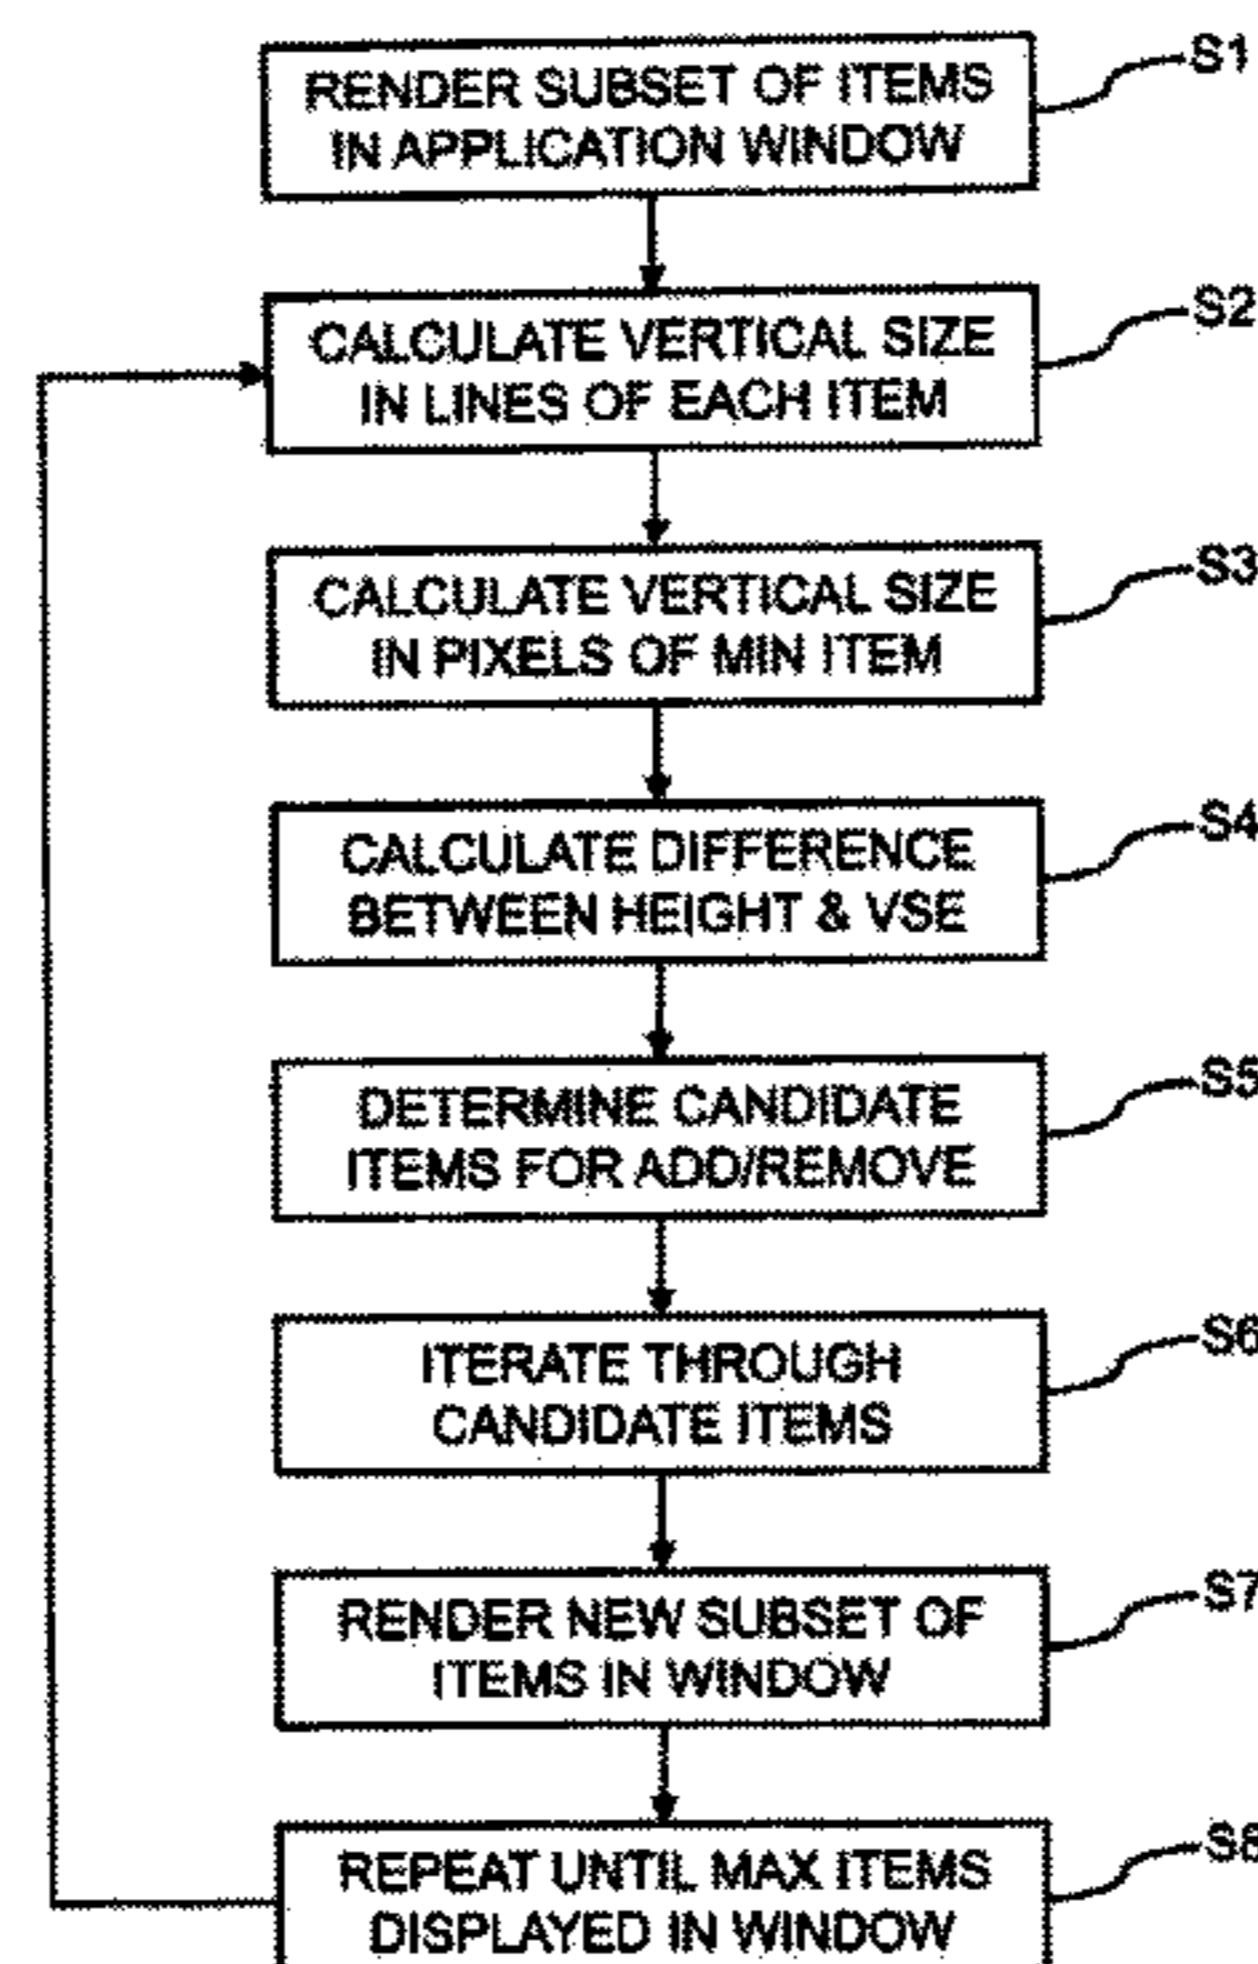 RENDER SUBSET OF ITEMS
IN APPLICATION WINDOW
S1
CALCULATE VERTICAL SIZE
IN LINES OF EACH ITEM
S2
CALCULATE VERTICAL SIZE
IN PIXELS OF MIN ITEM
S3
CALCULATE DIFFERENCE
BETWEEN HEIGHT & VSE
S4
DETERMINE CANDIDATE
ITEMS FOR ADD/REMOVE
S5
ITERATE THROUGH
CANDIDATE ITEMS
S6
RENDER NEW SUBSET OF
ITEMS IN WINDOW
S7
REPEAT UNTIL MAX ITEMS
DISPLAYED IN WINDOW
S8